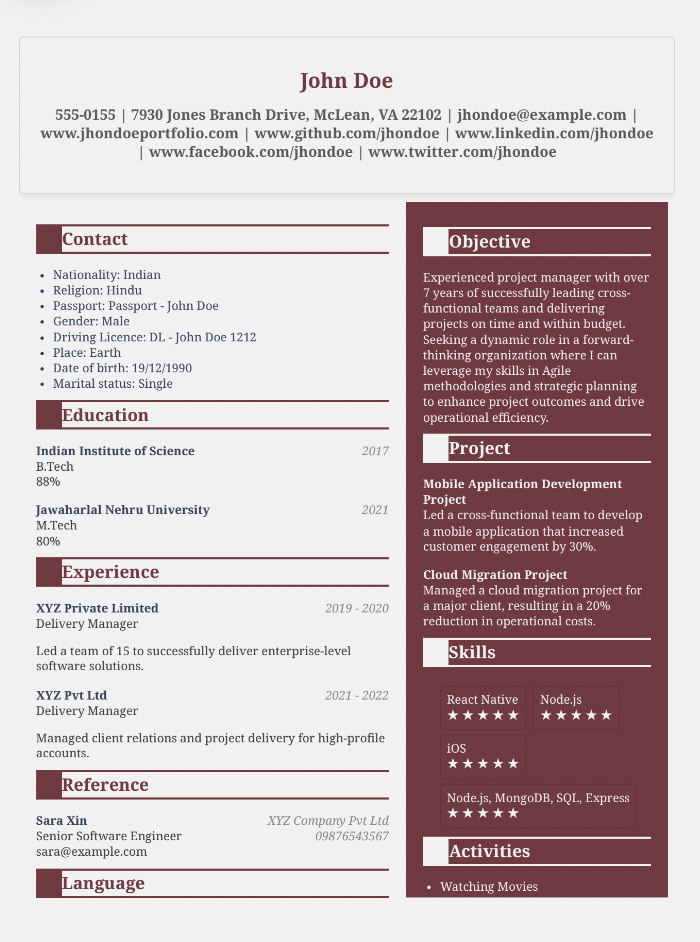 John Doe
555-0155 | 7930 Jones Branch Drive, McLean, VA 22102 | jhondoe@example.com |
www.jhondoeportfolio.com | www.github.com/jhondoe | www.linkedin.com/jhondoe
| www.facebook.com/jhondoe | www.twitter.com/jhondoe
Contact
• Nationality: Indian
• Religion: Hindu
• Passport: Passport - John Doe
• Gender: Male
• Driving Licence: DL - John Doe 1212
• Place: Earth
• Date of birth: 19/12/1990
• Marital status: Single
Education
Indian Institute of Science 2017
B.Tech
88%
Jawaharlal Nehru University 2021
M.Tech
80%
Experience
XYZ Private Limited 2019 - 2020
Delivery Manager
Led a team of 15 to successfully deliver enterprise-level
software solutions.
XYZ Pvt Ltd 2021 - 2022
Delivery Manager
Managed client relations and project delivery for high-profile
accounts.
Reference
Sara Xin XYZ Company Pvt Ltd
Senior Software Engineer 09876543567
sara@example.com
Language
Objective
Experienced project manager with over
7 years of successfully leading cross-
functional teams and delivering
projects on time and within budget.
Seeking a dynamic role in a forward-
thinking organization where I can
leverage my skills in Agile
methodologies and strategic planning
to enhance project outcomes and drive
operational efficiency.
Project
Mobile Application Development
Project
Led a cross-functional team to develop
a mobile application that increased
customer engagement by 30%.
Cloud Migration Project
Managed a cloud migration project for
a major client, resulting in a 20%
reduction in operational costs.
Skills
React Native Node.js
★★★★★ ★★★★★
iOS
★★★★★
Node.js, MongoDB, SQL, Express
★★★★★
Activities
• Watching Movies